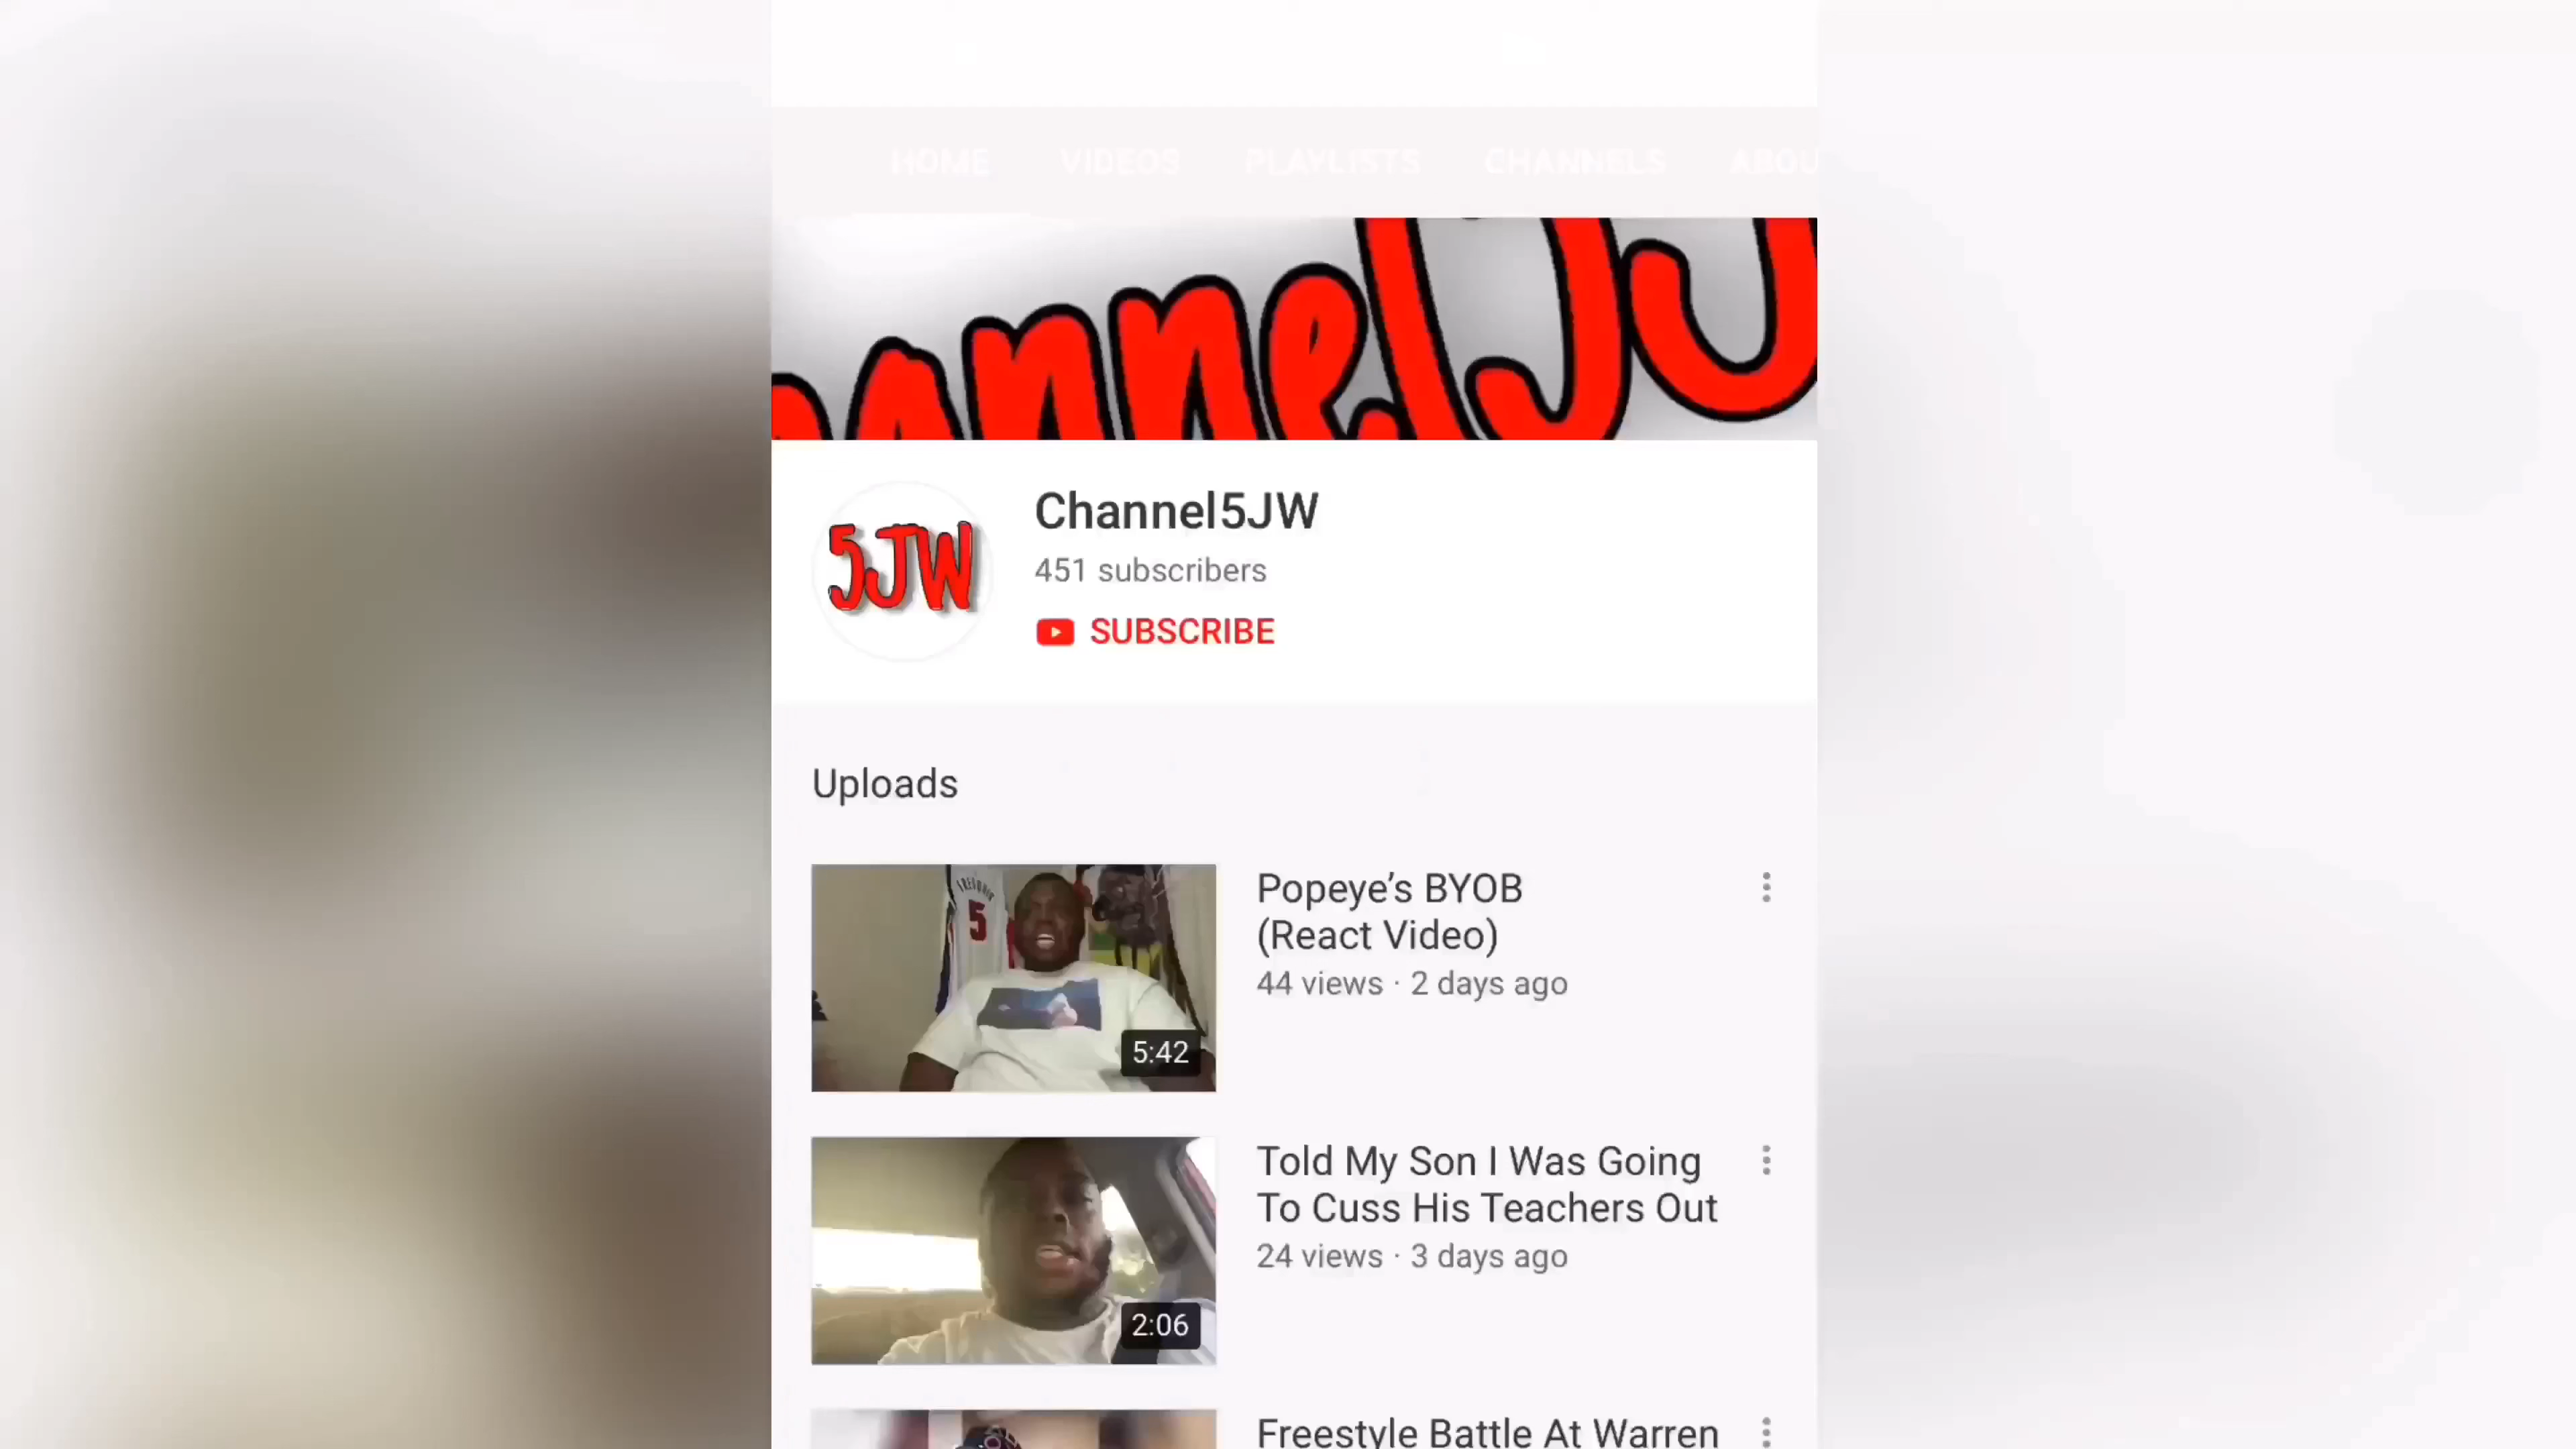 HOME VIDEOS PLAYLISTS CHANNELS ABOU
annel5J
5JW
Channel5JW
451 subscribers
SUBSCRIBE
Uploads
5
5:42
Popeye’s BYOB
(React Video)
44 views · 2 days ago
2:06
Told My Son I Was Going
To Cuss His Teachers Out
24 views · 3 days ago
Freestyle Battle At Warren